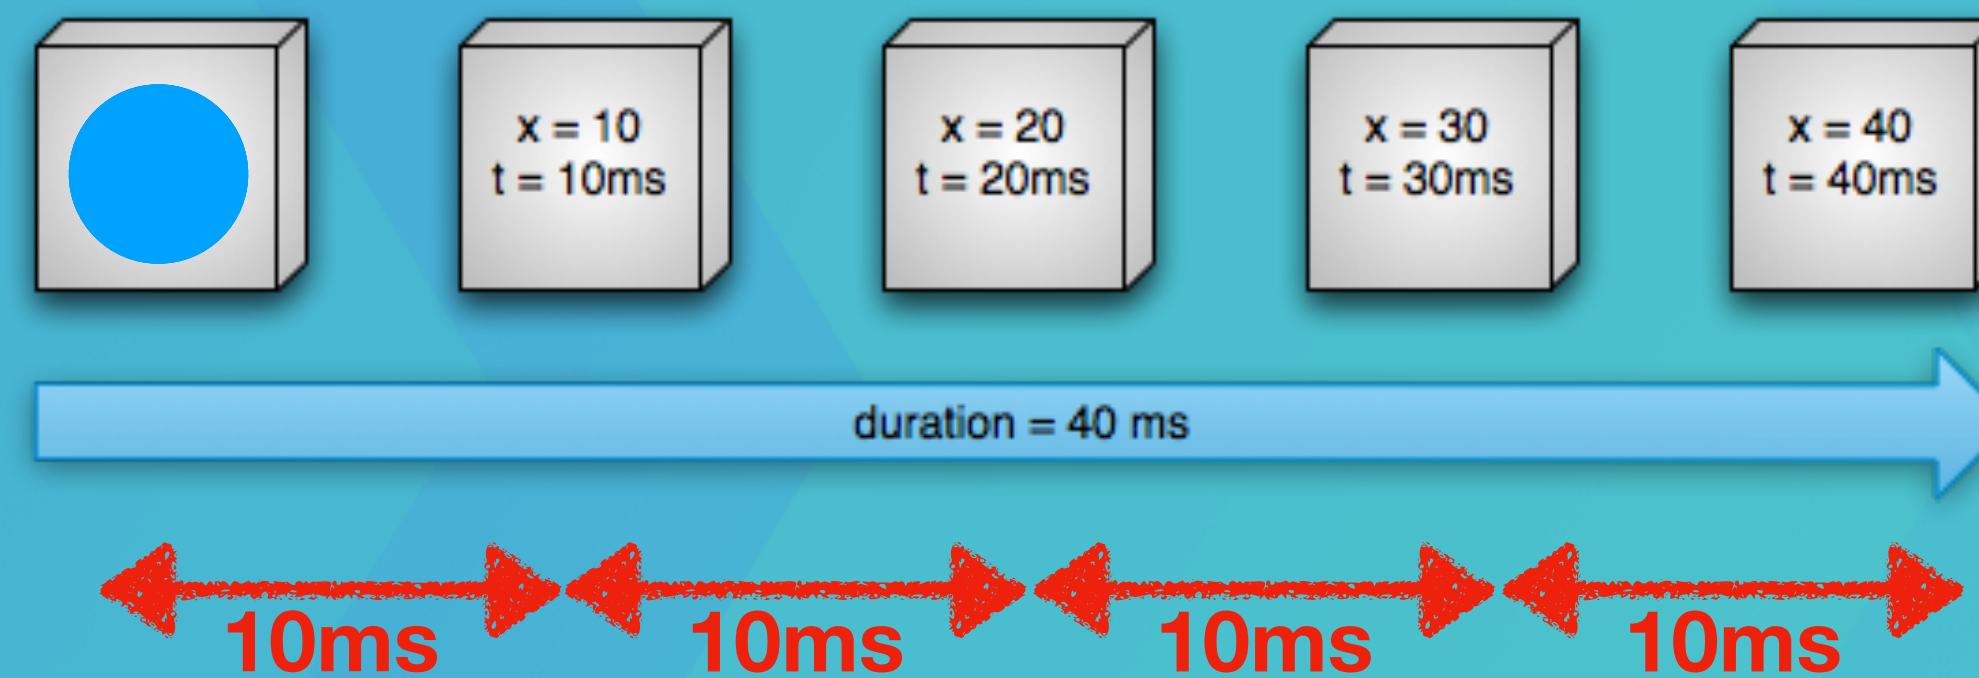 x = 10
t = 10ms
x = 20
t = 20ms
x = 30
t = 30ms
x = 40
t = 40ms
duration = 40 ms
10ms
10ms
10ms
10ms